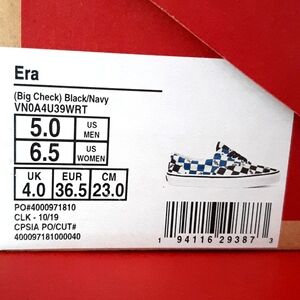 Era
(Big Check) Black/Navy
VN0A4U39WRT
5.0 US MEN
6.5 US WOMEN
UK EUR CM
4.0 36.5 23.0
PO#4000971810
CLK - 10/19
CPSIA PO/CUT#
400097181000040
1 94116 29387 3